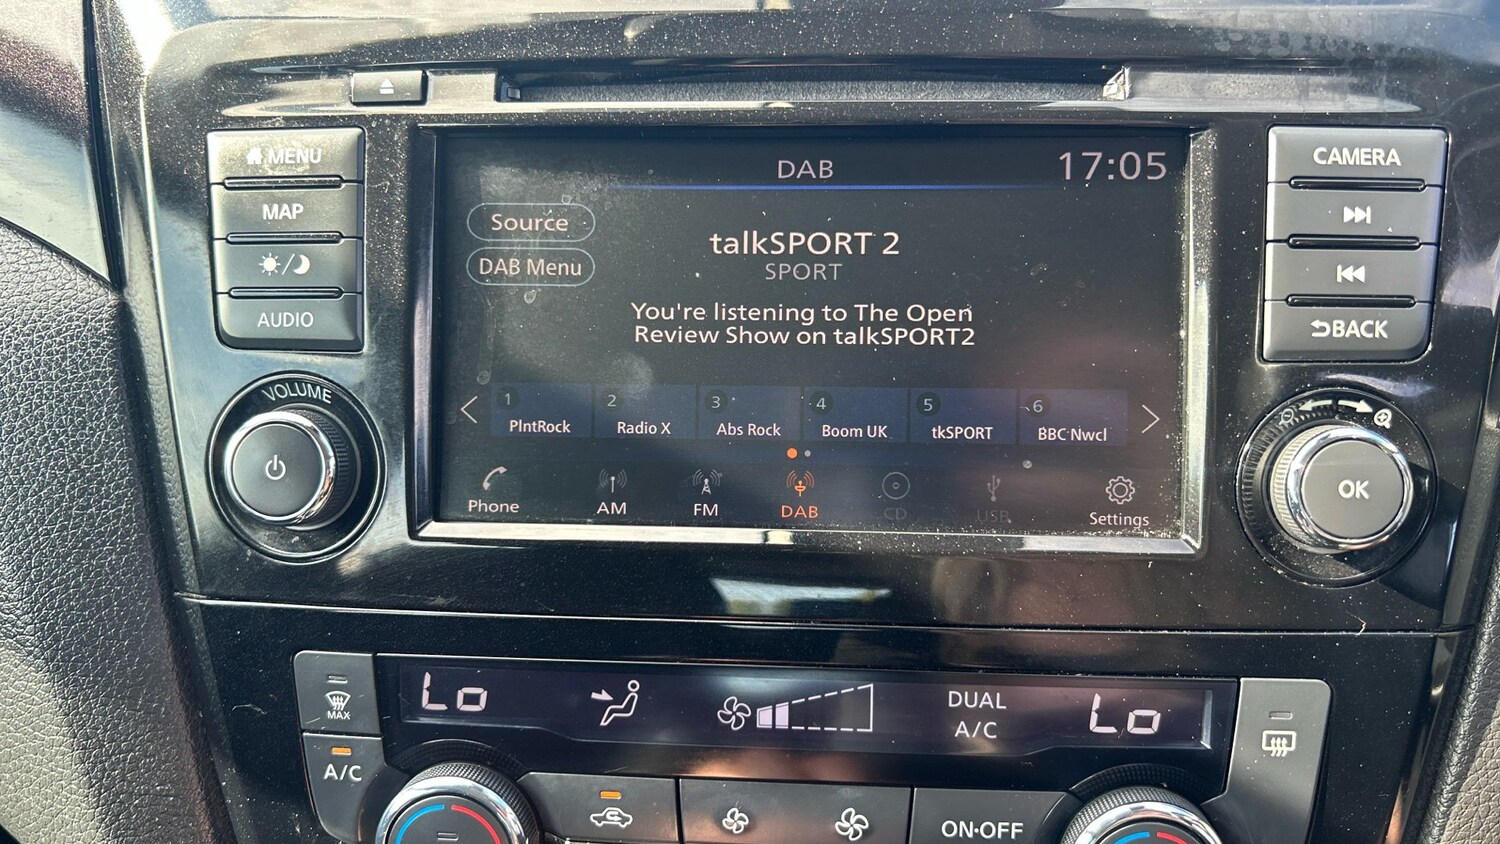 MENU
MAP
AUDIO
VOLUME
DAB
17:05
Source
DAB Menu
talkSPORT 2
SPORT
You're listening to The Open
Review Show on talkSPORT2
1 PlntRock
2 Radio X
3 Abs Rock
4 Boom UK
5 tkSPORT
6 BBC Nwcl
Phone
AM
FM
DAB
CD
USB
Settings
CAMERA
BACK
OK
MAX
A/C
Lo
DUAL
A/C
Lo
ON·OFF